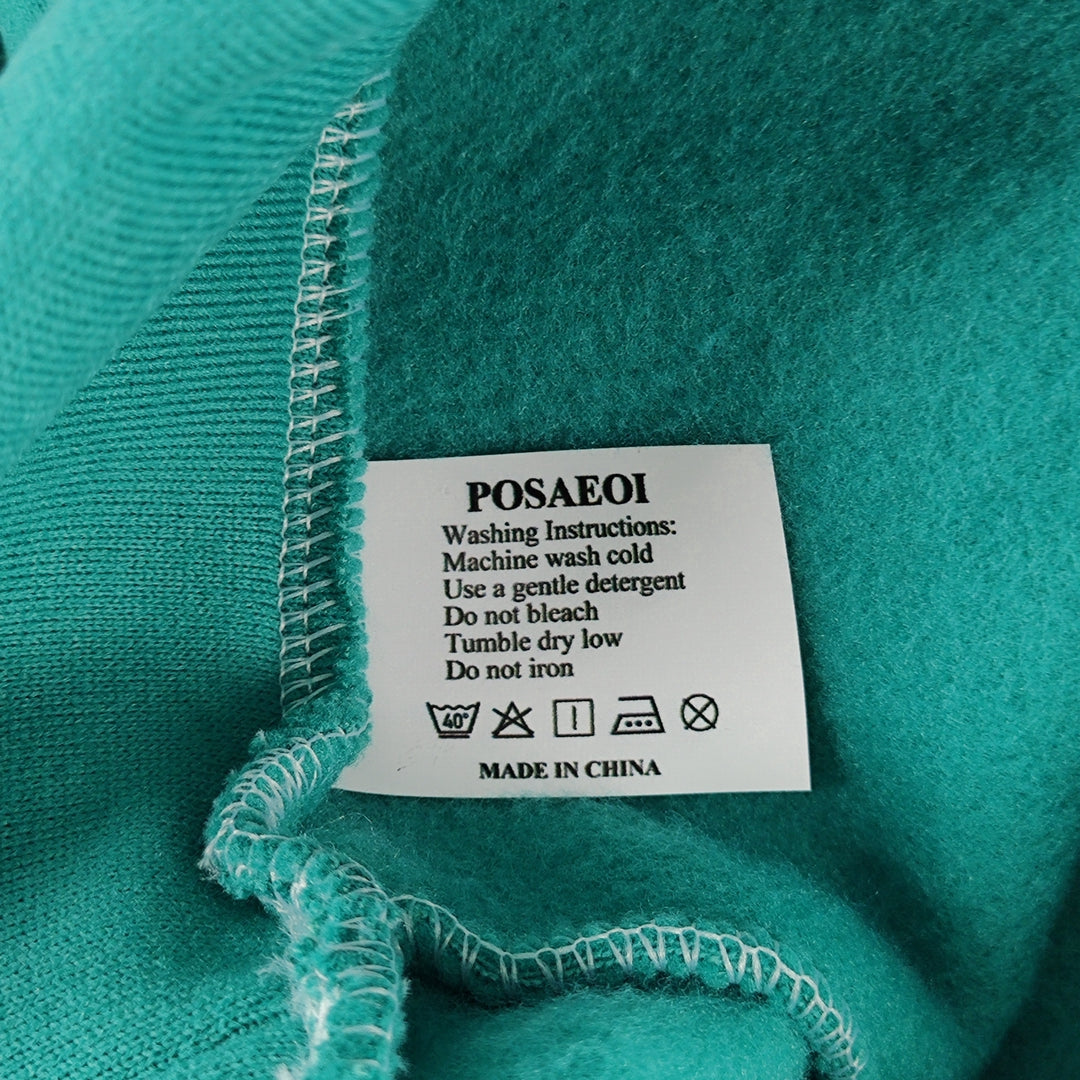 POSAEOI
Washing Instructions:
Machine wash cold
Use a gentle detergent
Do not bleach
Tumble dry low
Do not iron
40°
MADE IN CHINA